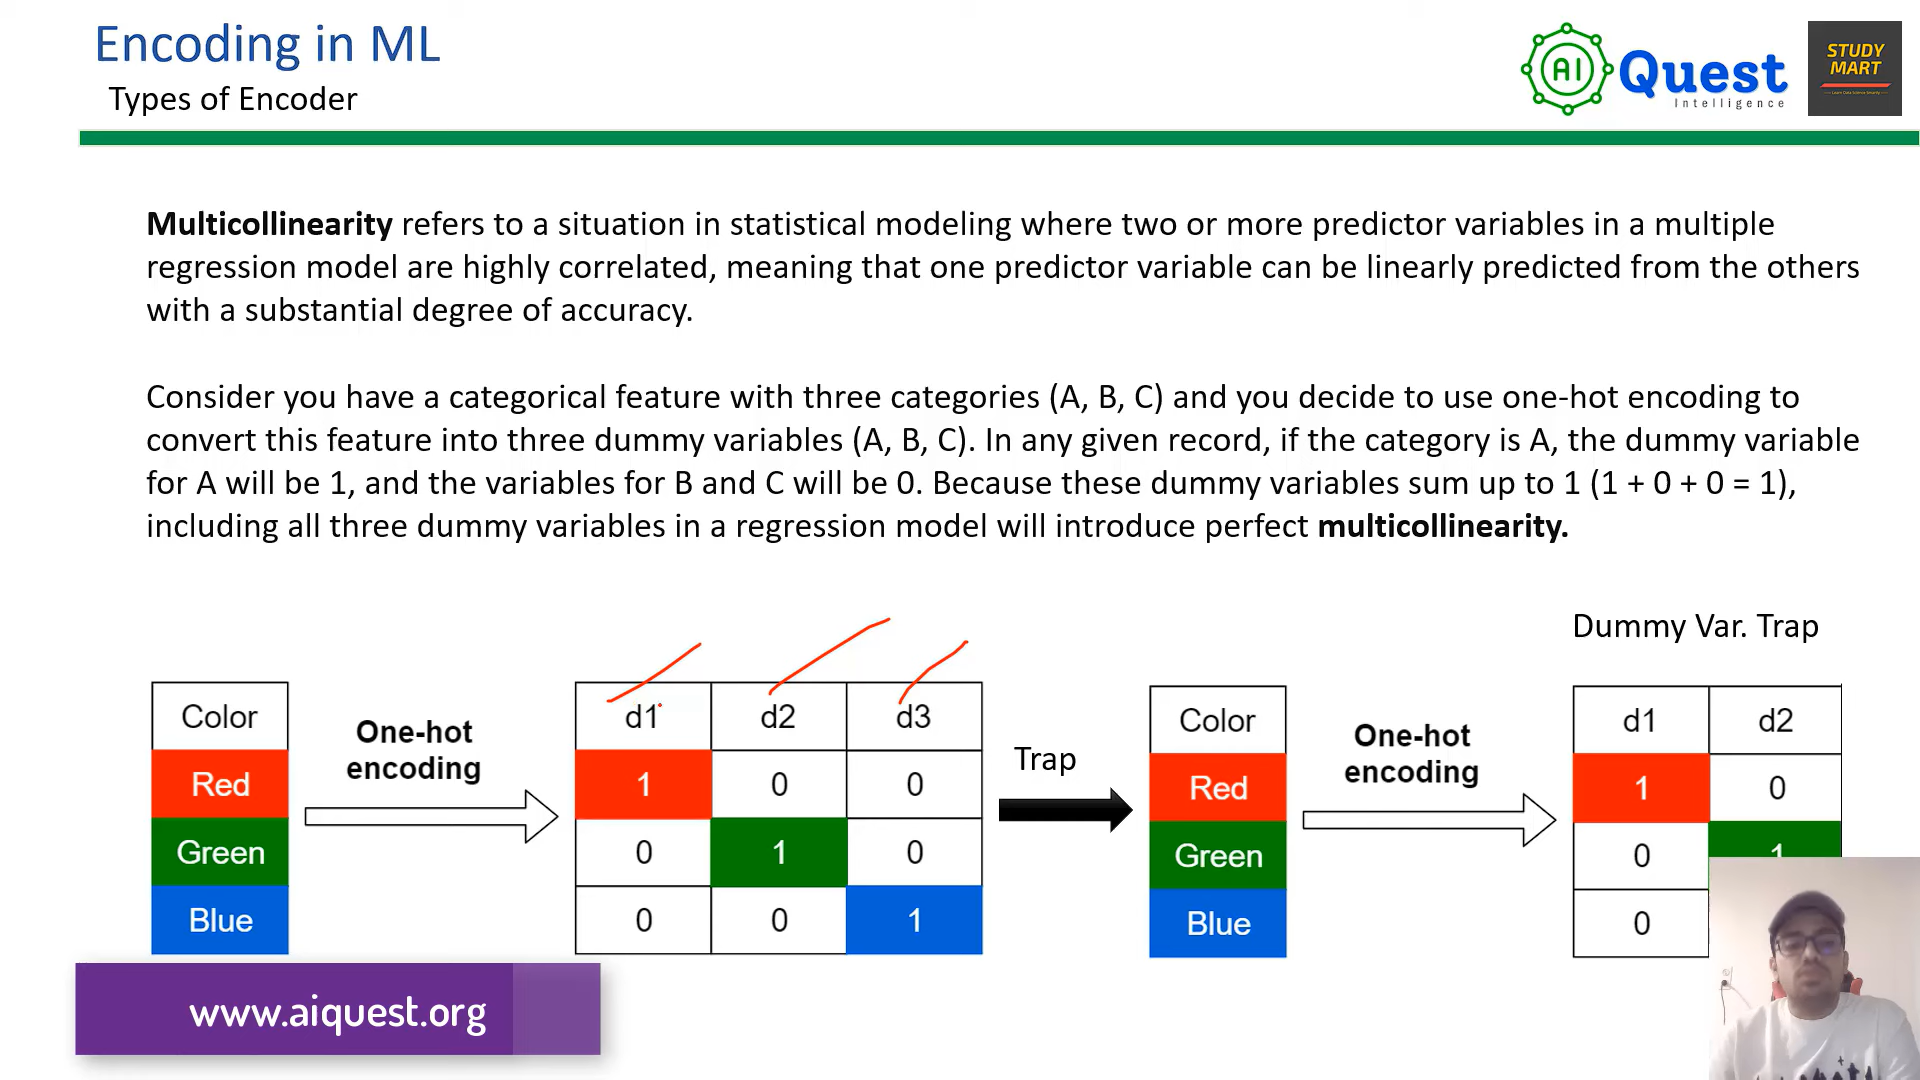 Encoding in ML
Types of Encoder
AI Quest
Intelligence
STUDY
MART
Multicollinearity refers to a situation in statistical modeling where two or more predictor variables in a multiple
regression model are highly correlated, meaning that one predictor variable can be linearly predicted from the others
with a substantial degree of accuracy.
Consider you have a categorical feature with three categories (A, B, C) and you decide to use one-hot encoding to
convert this feature into three dummy variables (A, B, C). In any given record, if the category is A, the dummy variable
for A will be 1, and the variables for B and C will be 0. Because these dummy variables sum up to 1 (1 + 0 + 0 = 1),
including all three dummy variables in a regression model will introduce perfect multicollinearity.
Color
Red
Green
Blue
One-hot
encoding
d1 d2 d3
1 0 0
0 1 0
0 0 1
Trap
Color
Red
Green
Blue
One-hot
encoding
Dummy Var. Trap
d1 d2
1 0
0 1
0
www.aiquest.org